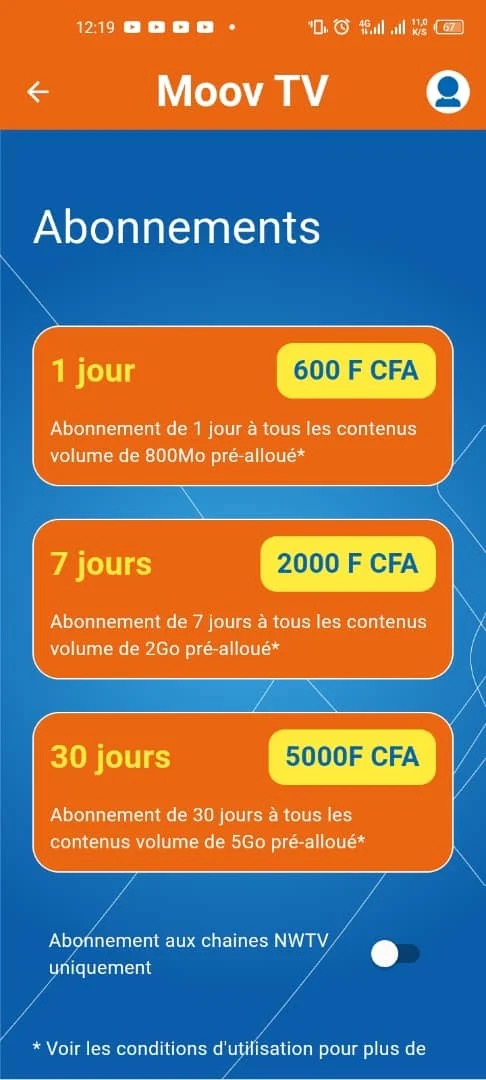 12:19
4G
11,0
K/S
67
Moov TV
Abonnements
1 jour
600 F CFA
Abonnement de 1 jour à tous les contenus
volume de 800Mo pré-alloué*
7 jours
2000 F CFA
Abonnement de 7 jours à tous les contenus
volume de 2Go pré-alloué*
30 jours
5000F CFA
Abonnement de 30 jours à tous les
contenus volume de 5Go pré-alloué*
Abonnement aux chaines NWTV
uniquement
* Voir les conditions d'utilisation pour plus de